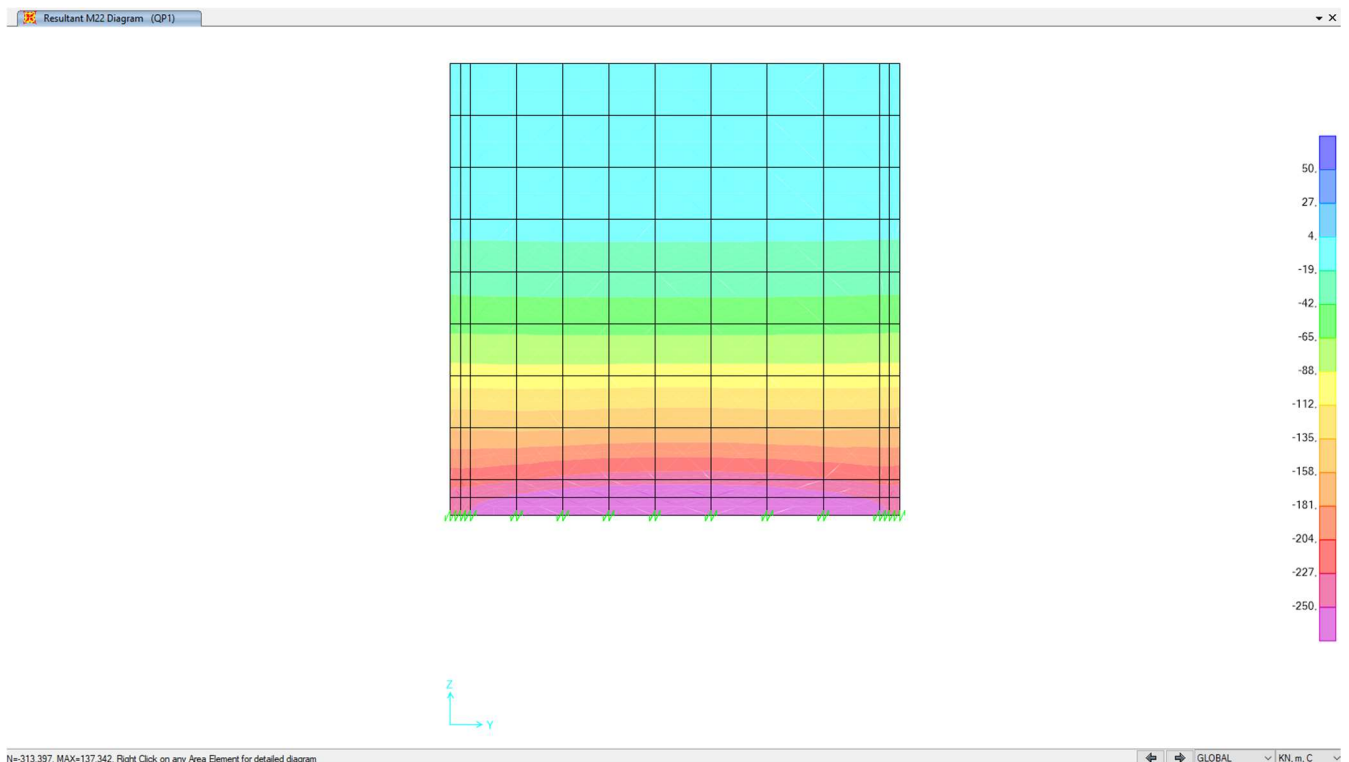 Resultant M22 Diagram (QP1)
50.
27.
4.
-19.
-42.
-65.
-88.
-112.
-135.
-158.
-181.
-204.
-227.
-250.
Z
Y
N=-313.397, MAX=137.342, Right Click on any Area Element for detailed diagram
GLOBAL
KN, m, C